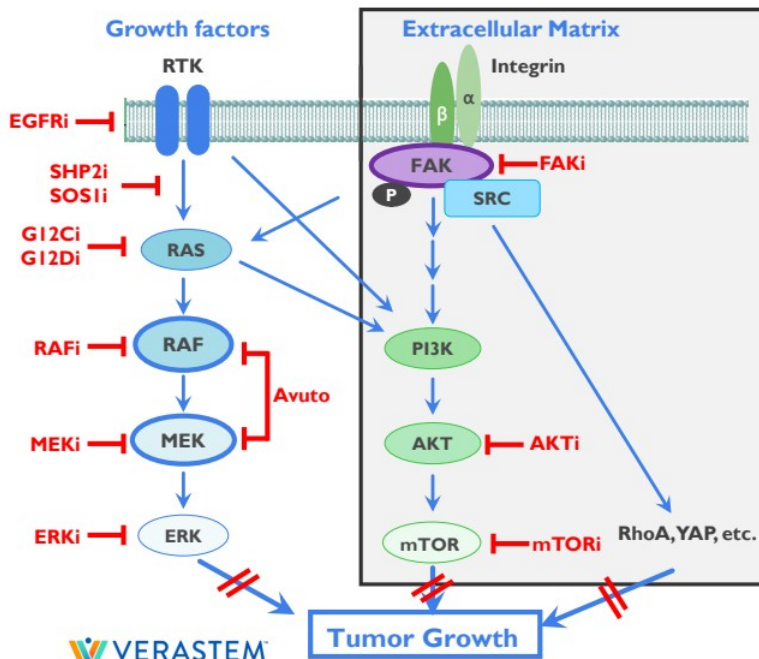 Growth factors
Extracellular Matrix
RTK
Integrin
α
β
EGFRi
FAK
FAKi
P
SRC
SHP2i
SOS1i
G12Ci
G12Di
RAS
RAFi
RAF
PI3K
Avuto
MEKi
MEK
AKT
AKTi
ERKi
ERK
mTOR
mTORi
RhoA, YAP, etc.
Tumor Growth
VERASTEM